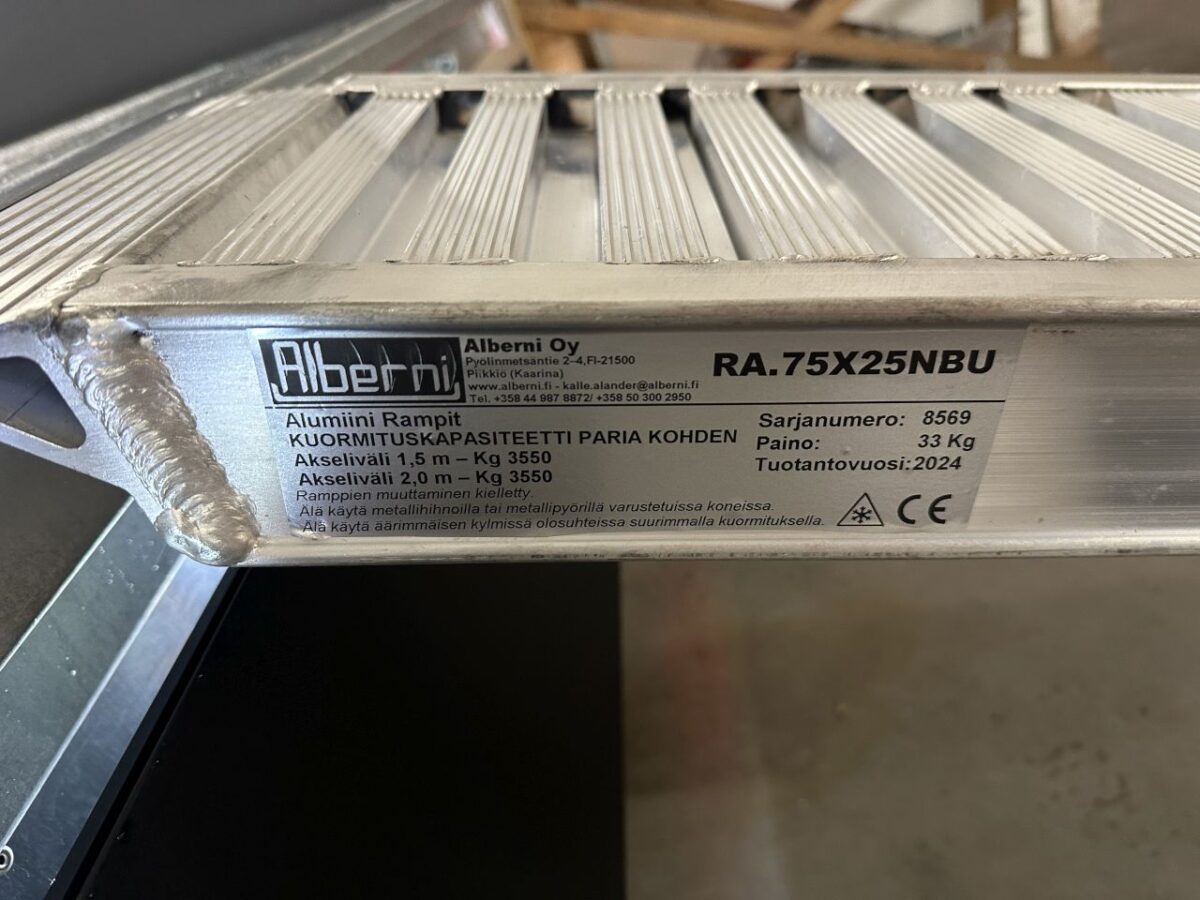 Alberni
Alberni Oy
Pyölinmetsäntie 2-4,FI-21500
Piikkiö (Kaarina)
www.alberni.fi - kalle.alander@alberni.fi
Tel. +358 44 987 8872/ +358 50 300 2950
RA.75X25NBU
Alumiini Rampit
KUORMITUSKAPASITEETTI PARIA KOHDEN
Akseliväli 1,5 m – Kg 3550
Akseliväli 2,0 m – Kg 3550
Ramppien muuttaminen kielletty.
Älä käytä metallihihnoilla tai metallipyörillä varustetuissa koneissa.
Älä käytä äärimmäisen kylmissä olosuhteissa suurimmalla kuormituksella.
Sarjanumero: 8569
Paino: 33 Kg
Tuotantovuosi: 2024
CE